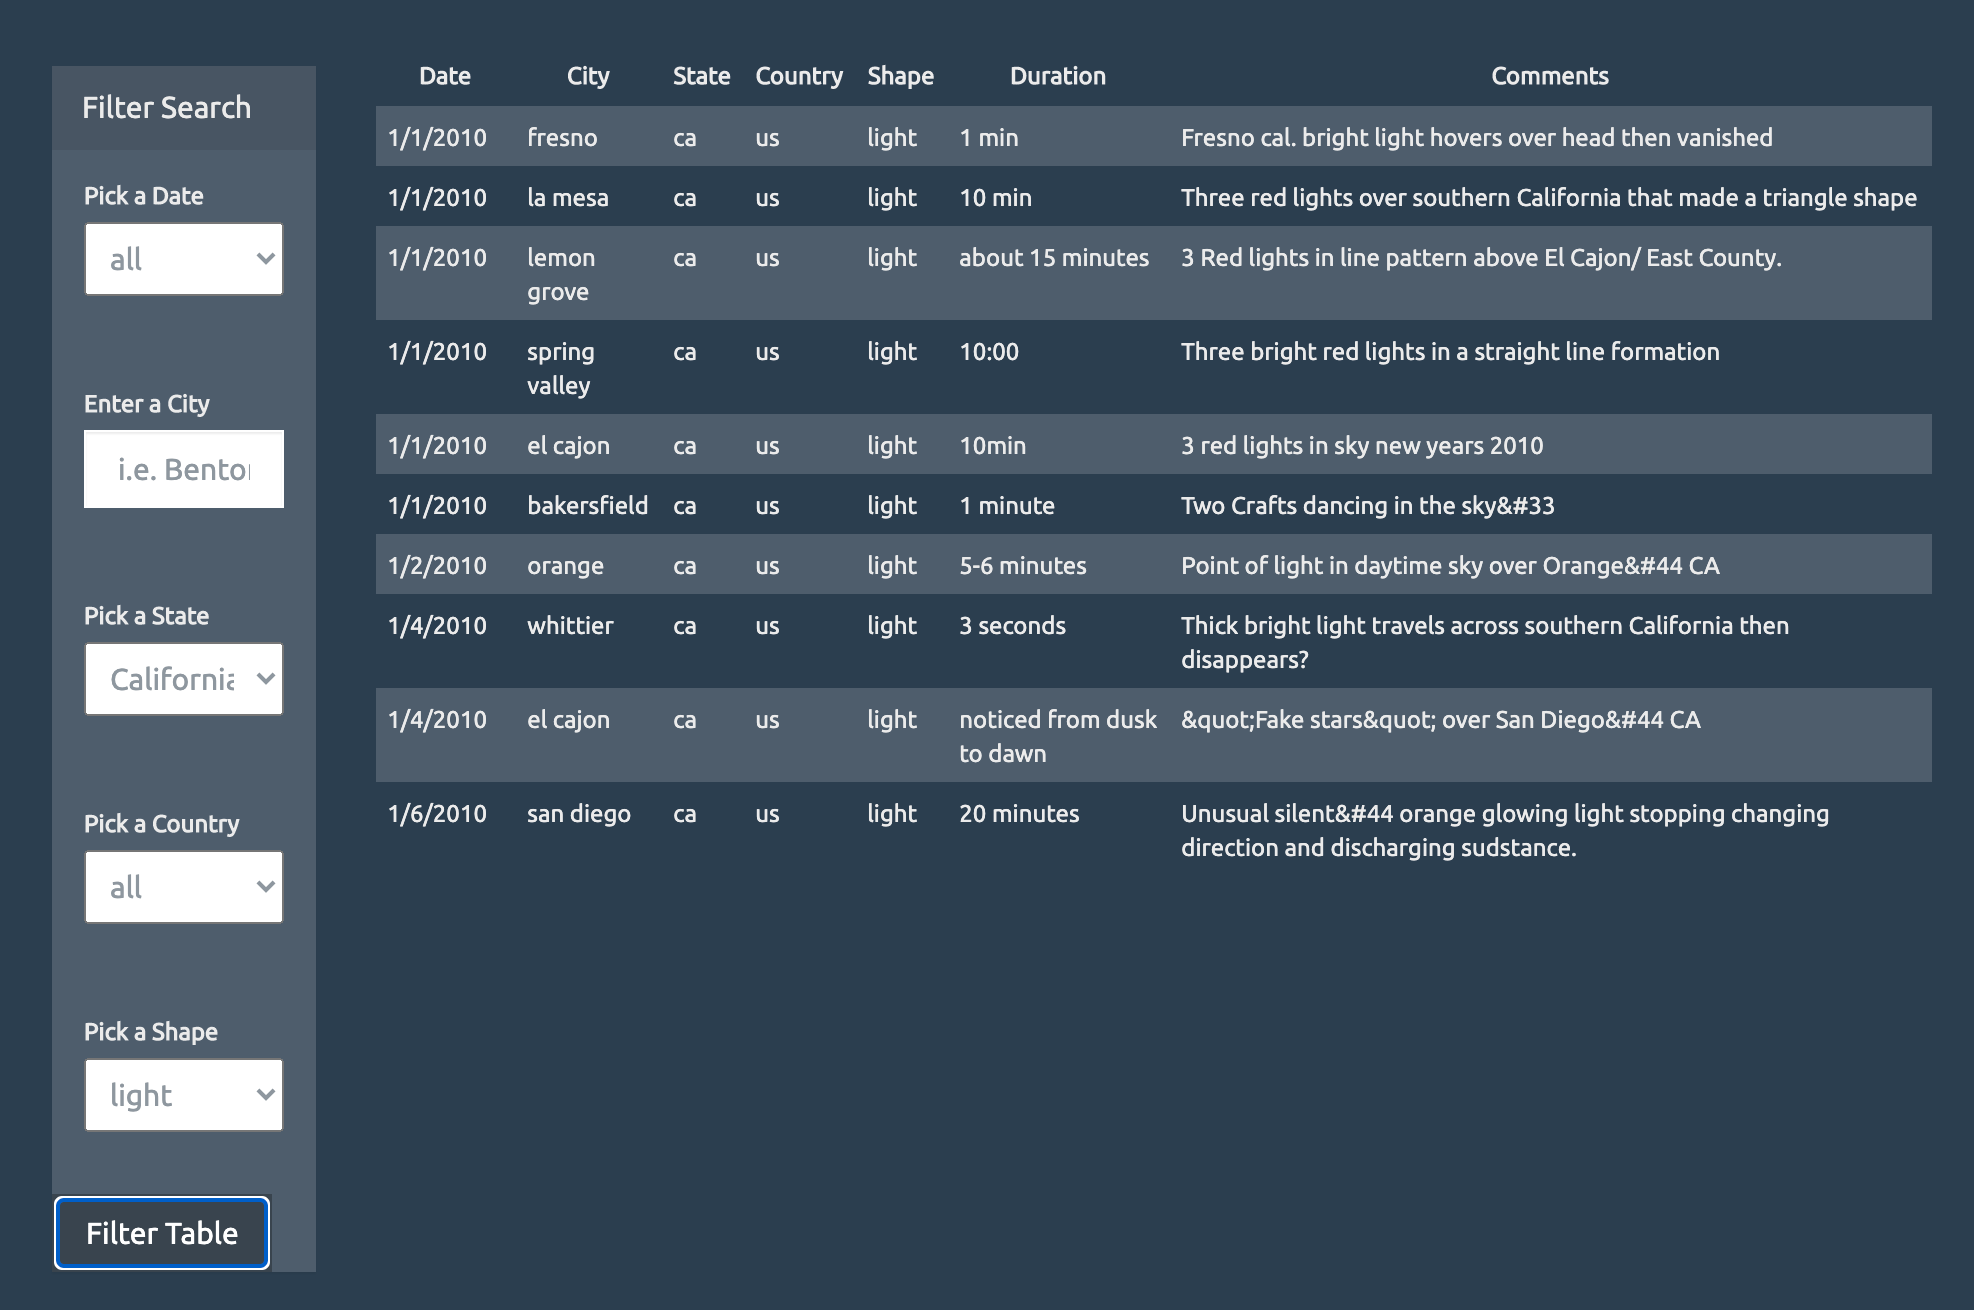 Filter Search
Pick a Date
all
Enter a City
i.e. Bento
Pick a State
California
Pick a Country
all
Pick a Shape
light
Filter Table
Date City State Country Shape Duration Comments
1/1/2010 fresno ca us light 1 min Fresno cal. bright light hovers over head then vanished
1/1/2010 la mesa ca us light 10 min Three red lights over southern California that made a triangle shape
1/1/2010 lemon ca us light about 15 minutes 3 Red lights in line pattern above El Cajon/ East County.
grove
1/1/2010 spring ca us light 10:00 Three bright red lights in a straight line formation
valley
1/1/2010 el cajon ca us light 10min 3 red lights in sky new years 2010
1/1/2010 bakersfield ca us light 1 minute Two Crafts dancing in the sky&#33
1/2/2010 orange ca us light 5-6 minutes Point of light in daytime sky over Orange&#44 CA
1/4/2010 whittier ca us light 3 seconds Thick bright light travels across southern California then
disappears?
1/4/2010 el cajon ca us light noticed from dusk &quot;Fake stars&quot; over San Diego&#44 CA
to dawn
1/6/2010 san diego ca us light 20 minutes Unusual silent&#44 orange glowing light stopping changing
direction and discharging sudstance.